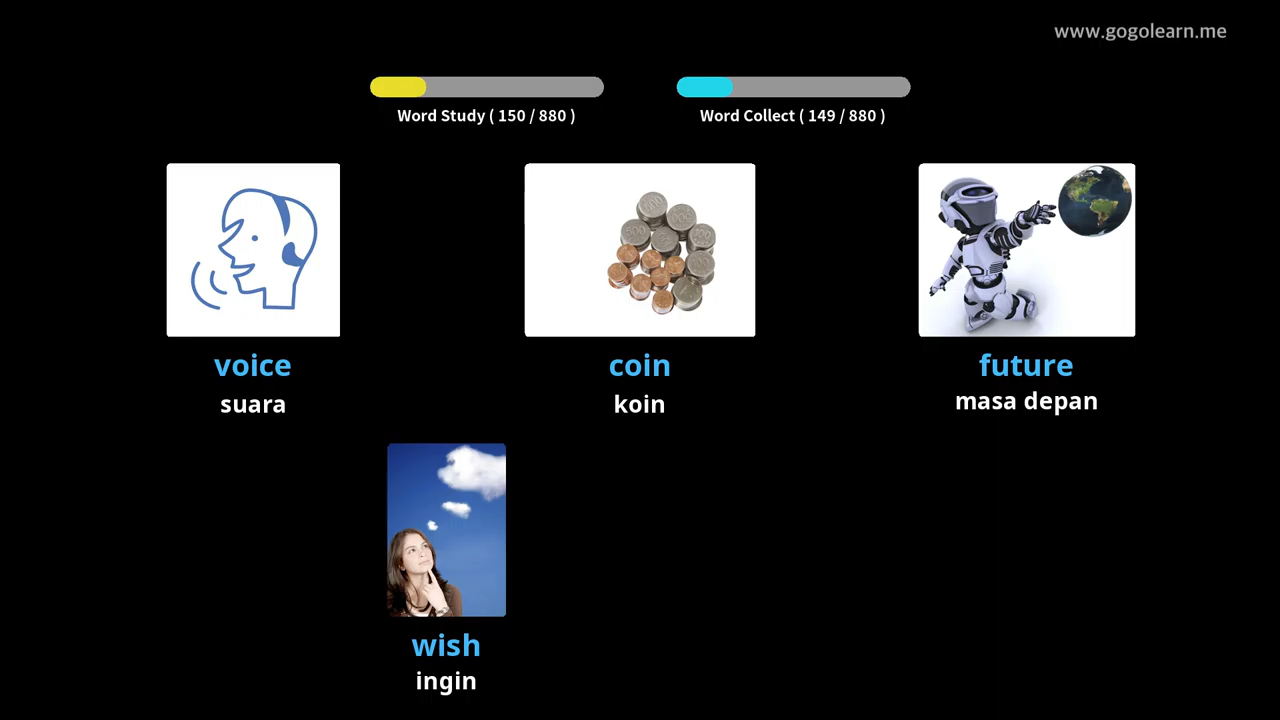 www.gogolearn.me
Word Study ( 150 / 880 )
Word Collect ( 149 / 880 )
voice
suara
coin
koin
future
masa depan
wish
ingin